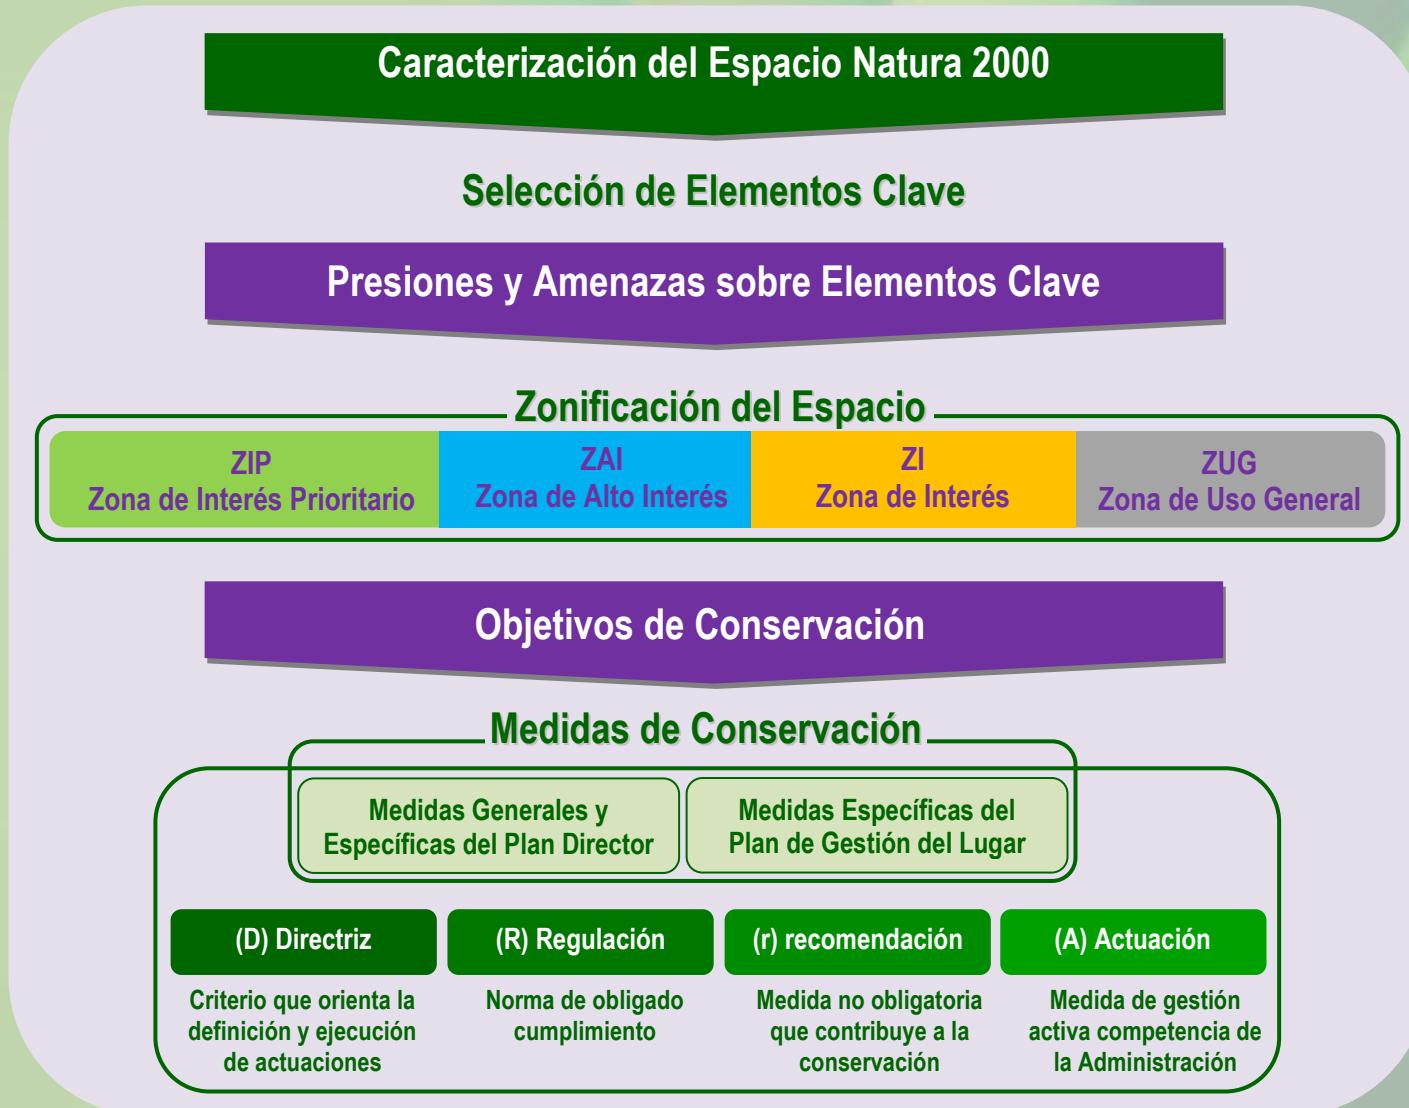 Caracterización del Espacio Natura 2000
Selección de Elementos Clave
Presiones y Amenazas sobre Elementos Clave
Zonificación del Espacio
ZIP
Zona de Interés Prioritario
ZAI
Zona de Alto Interés
ZI
Zona de Interés
ZUG
Zona de Uso General
Objetivos de Conservación
Medidas de Conservación
Medidas Generales y
Específicas del Plan Director
Medidas Específicas del
Plan de Gestión del Lugar
(D) Directriz
Criterio que orienta la
definición y ejecución
de actuaciones
(R) Regulación
Norma de obligado
cumplimiento
(r) recomendación
Medida no obligatoria
que contribuye a la
conservación
(A) Actuación
Medida de gestión
activa competencia de
la Administración